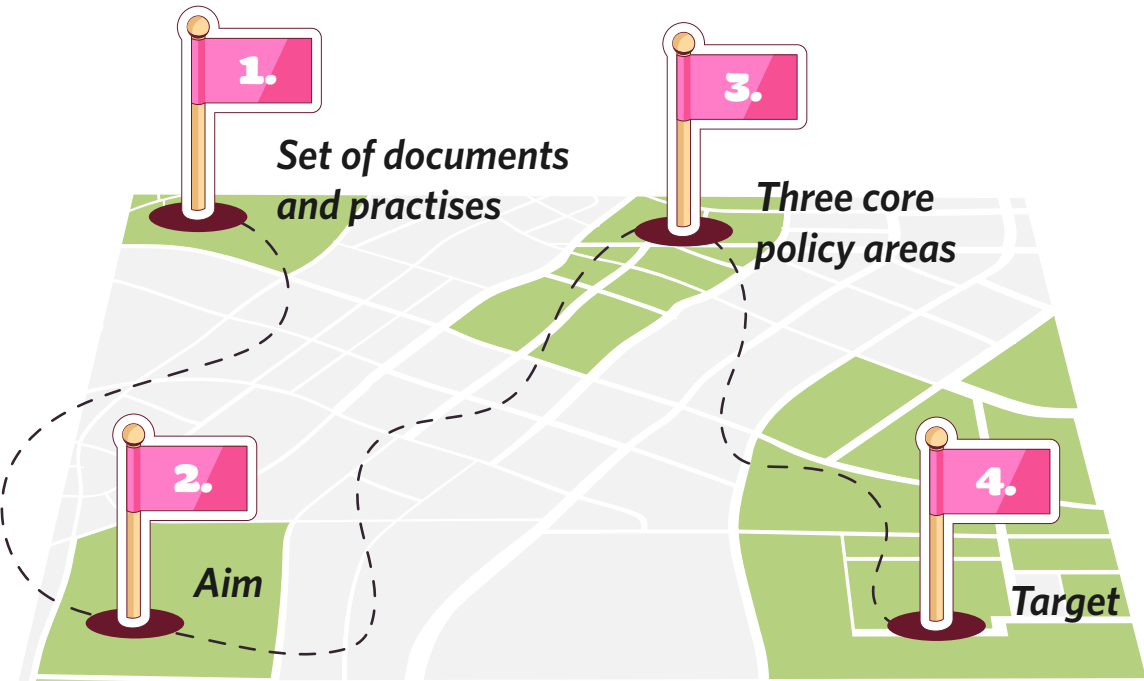 1.
Set of documents
and practises
2.
Aim
3.
Three core
policy areas
4.
Target